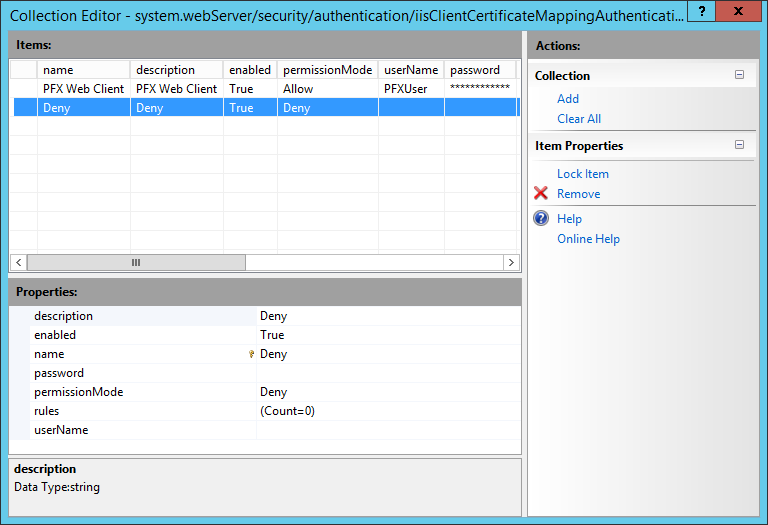 Collection Editor - system.webServer/security/authentication/iisClientCertificateMappingAuthenticati... ? x
Items:
name description enabled permissionMode userName password
PFX Web Client PFX Web Client True Allow PFXUser ************
Deny Deny True Deny
Properties:
description Deny
enabled True
name Deny
password
permissionMode Deny
rules (Count=0)
userName
description
Data Type:string
Actions:
Collection
Add
Clear All
Item Properties
Lock Item
Remove
? Help
Online Help